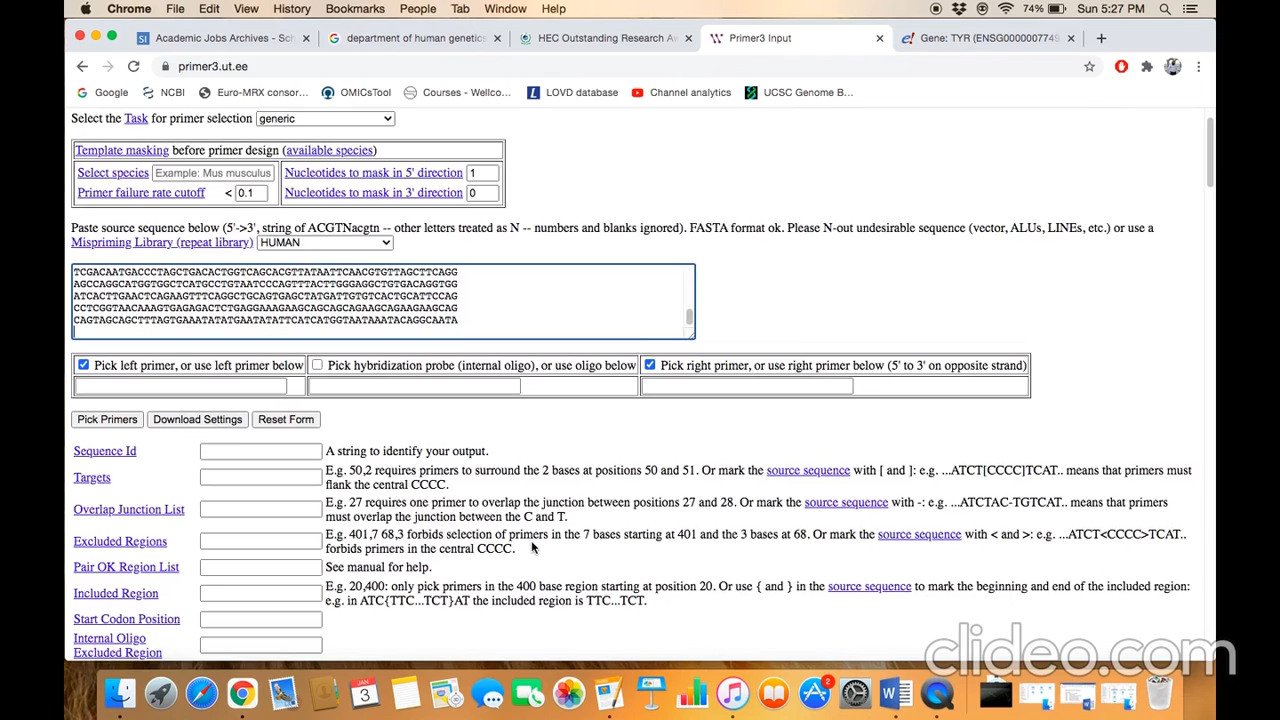 Chrome File Edit View History Bookmarks People Tab Window Help 74% Sun 5:27 PM
Academic Jobs Archives - Sch department of human genetics HEC Outstanding Research Aw Primer3 Input Gene: TYR (ENSG0000007749
primer3.ut.ee
Google NCBI Euro-MRX consor... OMICsTool Courses - Wellco... LOVD database Channel analytics UCSC Genome B...
Select the Task for primer selection generic
Template masking before primer design (available species)
Select species Example: Mus musculus Nucleotides to mask in 5' direction 1
Primer failure rate cutoff < 0.1 Nucleotides to mask in 3' direction 0
Paste source sequence below (5'->3', string of ACGTNacgtn -- other letters treated as N -- numbers and blanks ignored). FASTA format ok. Please N-out undesirable sequence (vector, ALUs, LINEs, etc.) or use a
Mispriming Library (repeat library) HUMAN
TCGACAATGACCCTAGCTGACACTGGTCAGCACGTTATAATTCAACGTGTTAGCTTCAGG
AGCCAGGCATGGTGGCTCATGCCTGTAATCCCAGTTTACTTGGGAGGCTGTGACAGGTGG
ATCACTTGAACTCAGAAGTTTCAGGCTGCAGTGAGCTATGATTGTGTCACTGCATTCCAG
CCTCGGTAACAAAGTGAGAGACTCTGAGGAAAGAAGCAGCAGCAGAAGCAGAAGAAGCAG
CAGTAGCAGCTTTAGTGAAATATATGAATATATTCATCATGGTAATAAATACAGGCAATA
Pick left primer, or use left primer below Pick hybridization probe (internal oligo), or use oligo below Pick right primer, or use right primer below (5' to 3' on opposite strand)
Pick Primers Download Settings Reset Form
Sequence Id A string to identify your output.
Targets E.g. 50,2 requires primers to surround the 2 bases at positions 50 and 51. Or mark the source sequence with [ and ]: e.g. ...ATCT[CCCC]TCAT.. means that primers must
flank the central CCCC.
Overlap Junction List E.g. 27 requires one primer to overlap the junction between positions 27 and 28. Or mark the source sequence with -: e.g. ...ATCTAC-TGTCAT.. means that primers
must overlap the junction between the C and T.
Excluded Regions E.g. 401,7 68,3 forbids selection of primers in the 7 bases starting at 401 and the 3 bases at 68. Or mark the source sequence with < and >: e.g. ...ATCT<CCCC>TCAT..
forbids primers in the central CCCC.
Pair OK Region List See manual for help.
Included Region E.g. 20,400: only pick primers in the 400 base region starting at position 20. Or use { and } in the source sequence to mark the beginning and end of the included region:
e.g. in ATC{TTC...TCT}AT the included region is TTC...TCT.
Start Codon Position
Internal Oligo
Excluded Region
clideo.com
JAN
3
2